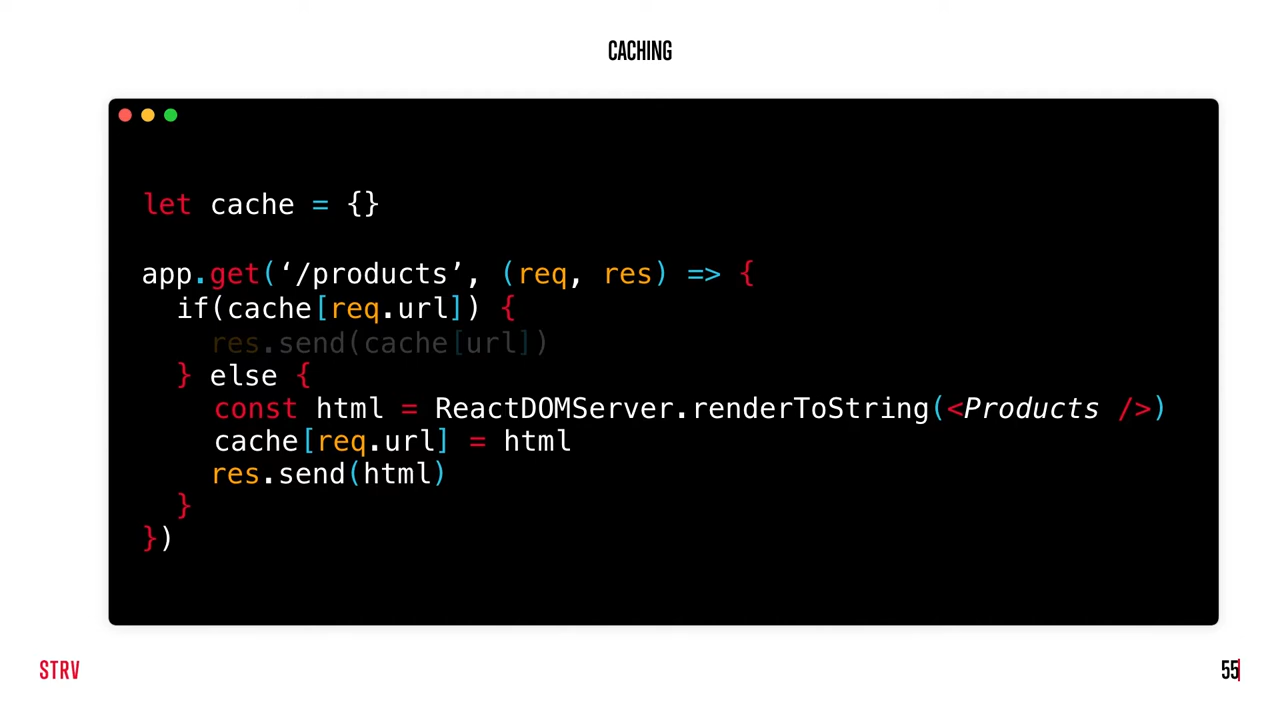 CACHING
let cache = {}
app.get(‘/products’, (req, res) => {
if(cache[req.url]) {
res.send(cache[url])
} else {
const html = ReactDOMServer.renderToString(<Products />)
cache[req.url] = html
res.send(html)
}
})
STRV
55